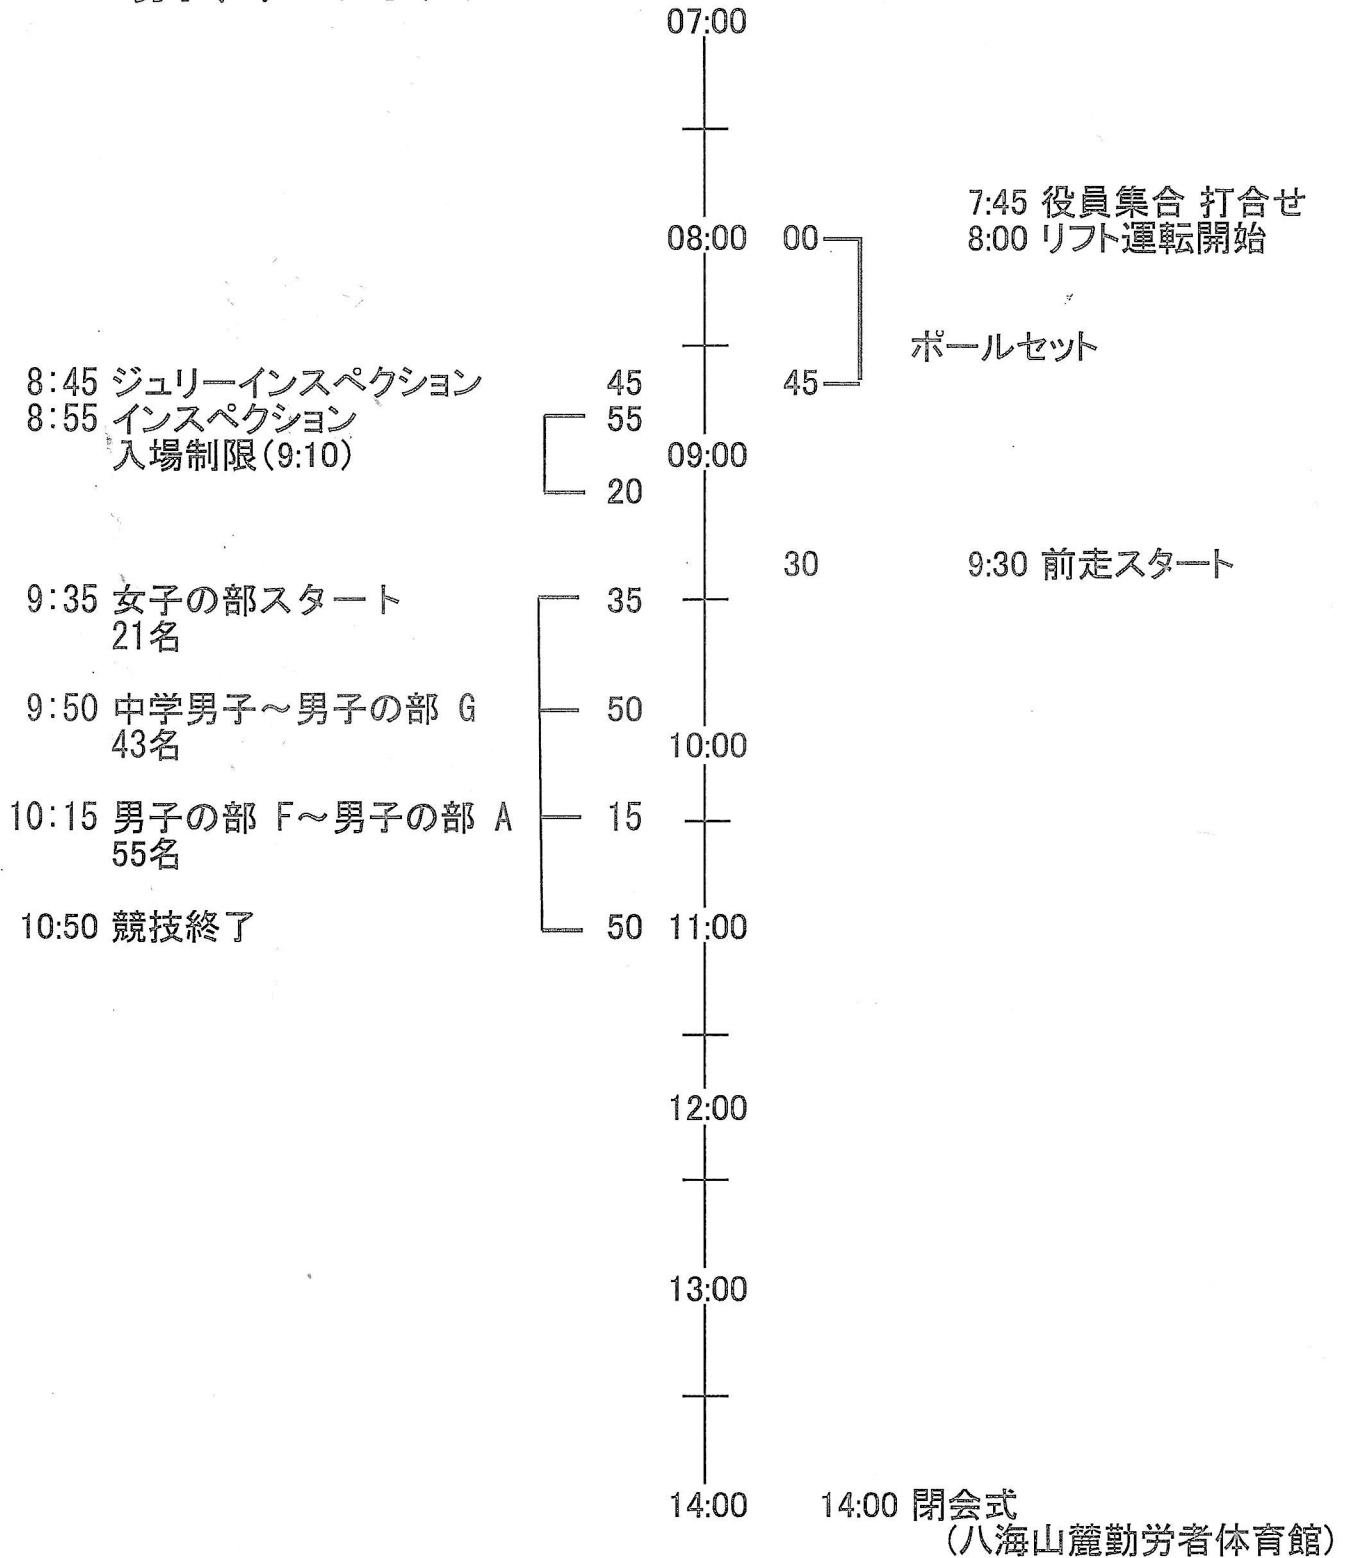 07:00
7:45 役員集合 打合せ
08:00 00 8:00 リフト運転開始
ポールセット
8:45 ジュリーインスペクション 45 45
8:55 インスペクション 55
入場制限(9:10) 09:00
20
30 9:30 前走スタート
9:35 女子の部スタート 35
21名
9:50 中学男子～男子の部 G 50
43名 10:00
10:15 男子の部 F～男子の部 A 15
55名
10:50 競技終了 50 11:00
12:00
13:00
14:00 14:00 閉会式
(八海山麓勤労者体育館)